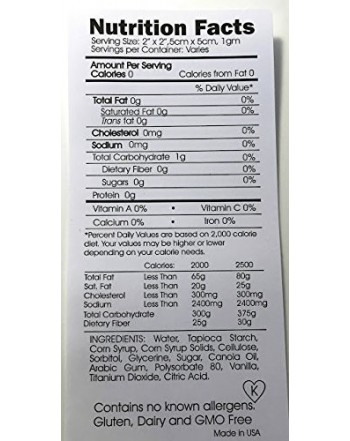 Nutrition Facts
Serving Size: 2" x 2",5cm x 5cm, 1gm
Servings per Container: Varies
Amount Per Serving
Calories 0 Calories from Fat 0
% Daily Value*
Total Fat 0g 0%
Saturated Fat 0g 0%
Trans fat 0g 0%
Cholesterol 0mg 0%
Sodium 0mg 0%
Total Carbohydrate 1g 0%
Dietary Fiber 0g 0%
Sugars 0g 0%
Protein 0g
Vitamin A 0% • Vitamin C 0%
Calcium 0% • Iron 0%
*Percent Daily Values are based on 2,000 calorie
diet. Your values may be higher or lower
depending on your calorie needs.
Calories: 2000 2500
Total Fat Less Than 65g 80g
Sat. Fat Less Than 20g 25g
Cholesterol Less Than 300mg 300mg
Sodium Less Than 2400mg 2400mg
Total Carbohydrate 300g 375g
Dietary Fiber 25g 30g
INGREDIENTS: Water, Tapioca Starch,
Corn Syrup, Corn Syrup Solids, Cellulose,
Sorbitol, Glycerine, Sugar, Canola Oil,
Arabic Gum, Polysorbate 80, Vanilla,
Titanium Dioxide, Citric Acid.
K
Contains no known allergens.
Gluten, Dairy and GMO Free
Made in USA